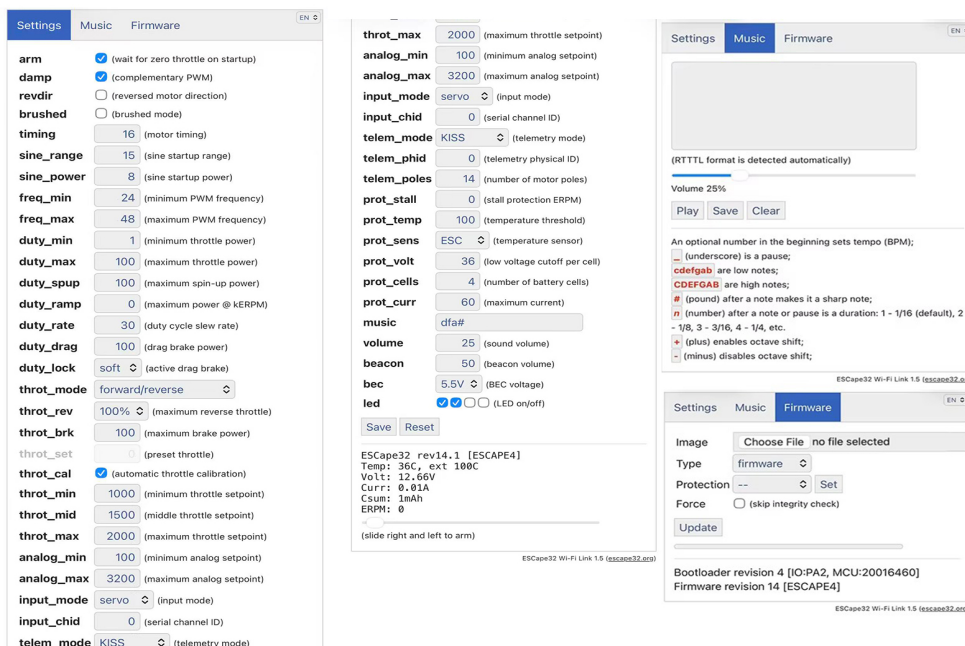 Settings Music Firmware EN
arm (wait for zero throttle on startup)
damp (complementary PWM)
revdir (reversed motor direction)
brushed (brushed mode)
timing 16 (motor timing)
sine_range 15 (sine startup range)
sine_power 8 (sine startup power)
freq_min 24 (minimum PWM frequency)
freq_max 48 (maximum PWM frequency)
duty_min 1 (minimum throttle power)
duty_max 100 (maximum throttle power)
duty_spup 100 (maximum spin-up power)
duty_ramp 0 (maximum power @ kERPM)
duty_rate 30 (duty cycle slew rate)
duty_drag 100 (drag brake power)
duty_lock soft (active drag brake)
throt_mode forward/reverse
throt_rev 100% (maximum reverse throttle)
throt_brk 100 (maximum brake power)
throt_set 0 (preset throttle)
throt_cal (automatic throttle calibration)
throt_min 1000 (minimum throttle setpoint)
throt_mid 1500 (middle throttle setpoint)
throt_max 2000 (maximum throttle setpoint)
analog_min 100 (minimum analog setpoint)
analog_max 3200 (maximum analog setpoint)
input_mode servo (input mode)
input_chid 0 (serial channel ID)
telem_mode KISS (telemetry mode)
throt_max 2000 (maximum throttle setpoint)
analog_min 100 (minimum analog setpoint)
analog_max 3200 (maximum analog setpoint)
input_mode servo (input mode)
input_chid 0 (serial channel ID)
telem_mode KISS (telemetry mode)
telem_phid 0 (telemetry physical ID)
telem_poles 14 (number of motor poles)
prot_stall 0 (stall protection ERPM)
prot_temp 100 (temperature threshold)
prot_sens ESC (temperature sensor)
prot_volt 36 (low voltage cutoff per cell)
prot_cells 4 (number of battery cells)
prot_curr 60 (maximum current)
music dfa#
volume 25 (sound volume)
beacon 50 (beacon volume)
bec 5.5V (BEC voltage)
led (LED on/off)
Save Reset
ESCape32 rev14.1 [ESCAPE4]
Temp: 36C, ext 100C
Volt: 12.66V
Curr: 0.01A
Csum: 1mAh
ERPM: 0
(slide right and left to arm)
ESCape32 Wi-Fi Link 1.5 (escape32.org)
Settings Music Firmware EN
(RTTTL format is detected automatically)
Volume 25%
Play Save Clear
An optional number in the beginning sets tempo (BPM);
_ (underscore) is a pause;
cdefgab are low notes;
CDEFGAB are high notes;
# (pound) after a note makes it a sharp note;
n (number) after a note or pause is a duration: 1 - 1/16 (default), 2
- 1/8, 3 - 3/16, 4 - 1/4, etc.
+ (plus) enables octave shift;
- (minus) disables octave shift;
ESCape32 Wi-Fi Link 1.5 (escape32.o
Settings Music Firmware EN
Image Choose File no file selected
Type firmware
Protection -- Set
Force (skip integrity check)
Update
Bootloader revision 4 [IO:PA2, MCU:20016460]
Firmware revision 14 [ESCAPE4]
ESCape32 Wi-Fi Link 1.5 (escape32.org